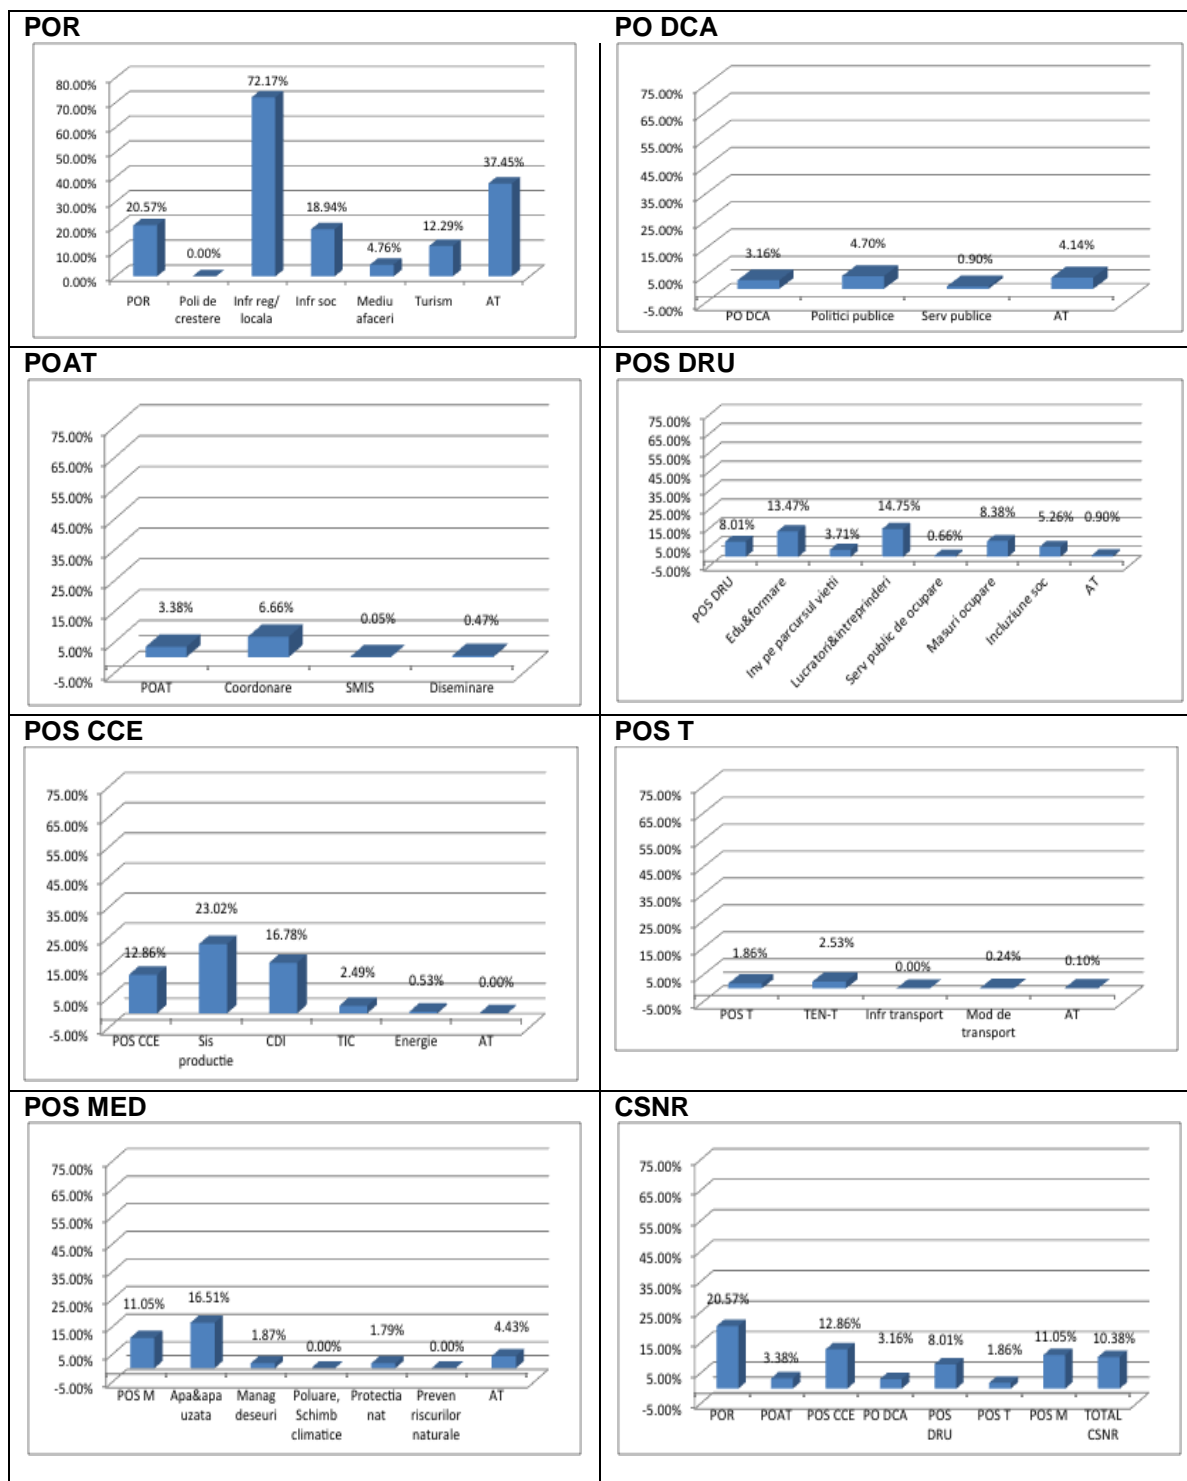 POR
80.00%
70.00%
60.00%
50.00%
40.00%
30.00%
20.00%
10.00%
0.00%
20.57%
0.00%
72.17%
18.94%
4.76%
12.29%
37.45%
POR
Poli de
crestere
Infr reg/
locala
Infr soc
Mediu
afaceri
Turism
AT
PO DCA
75.00%
65.00%
55.00%
45.00%
35.00%
25.00%
15.00%
5.00%
-5.00%
3.16%
4.70%
0.90%
4.14%
PO DCA
Politici publice
Serv publice
AT
POAT
75.00%
65.00%
55.00%
45.00%
35.00%
25.00%
15.00%
5.00%
-5.00%
3.38%
6.66%
0.05%
0.47%
POAT
Coordonare
SMIS
Diseminare
POS DRU
75.00%
65.00%
55.00%
45.00%
35.00%
25.00%
15.00%
5.00%
-5.00%
8.01%
13.47%
3.71%
14.75%
0.66%
8.38%
5.26%
0.90%
POS DRU
Edu&formare
Inv pe parcursul vietii
Lucratori&intreprinderi
Serv public de ocupare
Masuri ocupare
Incluziune soc
AT
POS CCE
75.00%
65.00%
55.00%
45.00%
35.00%
25.00%
15.00%
5.00%
-5.00%
12.86%
23.02%
16.78%
2.49%
0.53%
0.00%
POS CCE
Sis
productie
CDI
TIC
Energie
AT
POS T
75.00%
65.00%
55.00%
45.00%
35.00%
25.00%
15.00%
5.00%
-5.00%
1.86%
2.53%
0.00%
0.24%
0.10%
POS T
TEN-T
Infr transport
Mod de
transport
AT
POS MED
75.00%
65.00%
55.00%
45.00%
35.00%
25.00%
15.00%
5.00%
-5.00%
11.05%
16.51%
1.87%
0.00%
1.79%
0.00%
4.43%
POS M
Apa&apa
uzata
Manag
deseuri
Poluare,
Schimb
climatice
Protectia
nat
Preven
riscurilor
naturale
AT
CSNR
75.00%
65.00%
55.00%
45.00%
35.00%
25.00%
15.00%
5.00%
-5.00%
20.57%
3.38%
12.86%
3.16%
8.01%
1.86%
11.05%
10.38%
POR
POAT
POS CCE
PO DCA
POS
DRU
POS T
POS M
TOTAL
CSNR